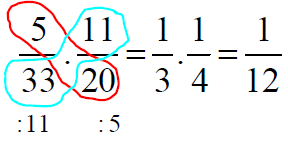 5/33 . 11/20 = 1/3 . 1/4 = 1/12
:11 :5